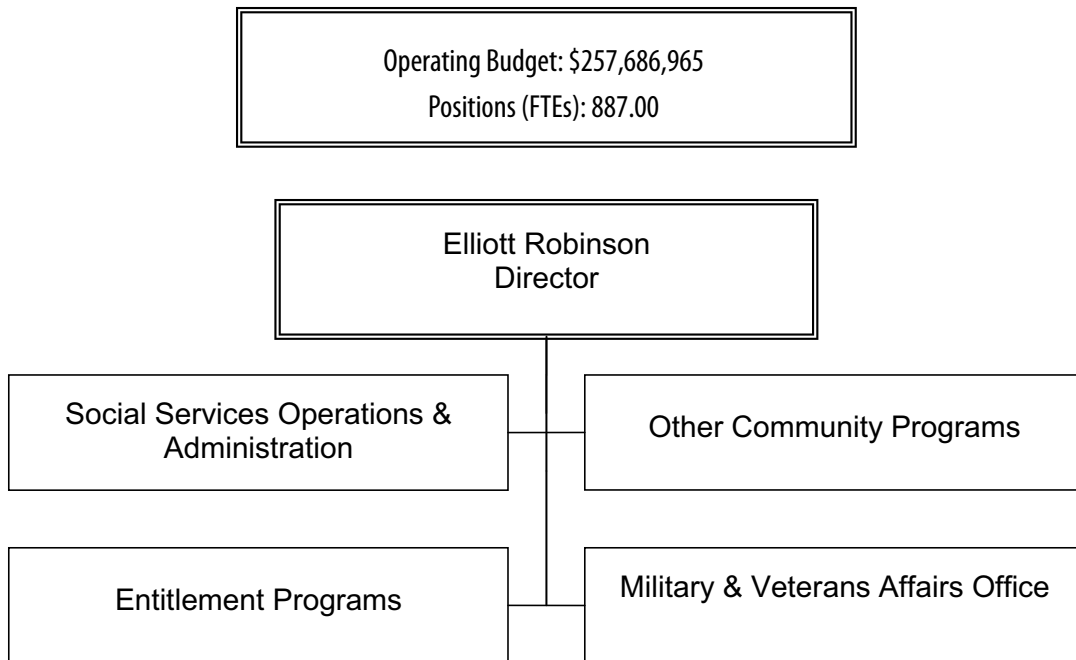 Operating Budget: $257,686,965
Positions (FTEs): 887.00
Elliott Robinson
Director
Social Services Operations &
Administration
Other Community Programs
Entitlement Programs
Military & Veterans Affairs Office